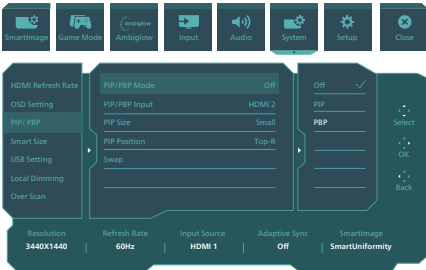 ambiglow
SmartImage Game Mode Ambiglow Input Audio System Setup Close
HDMI Refresh Rate PIP/PBP Mode Off Off
OSD Setting PIP/PBP Input HDMI 2 PIP
PIP/ PBP PIP Size Small PBP Select
Smart Size PIP Position Top-R
OK
USB Setting Swap
Local Dimming Back
Over Scan
Resolution Refresh Rate Input Source Adaptive Sync SmartImage
3440X1440 | 60Hz | HDMI 1 | Off | SmartUniformity